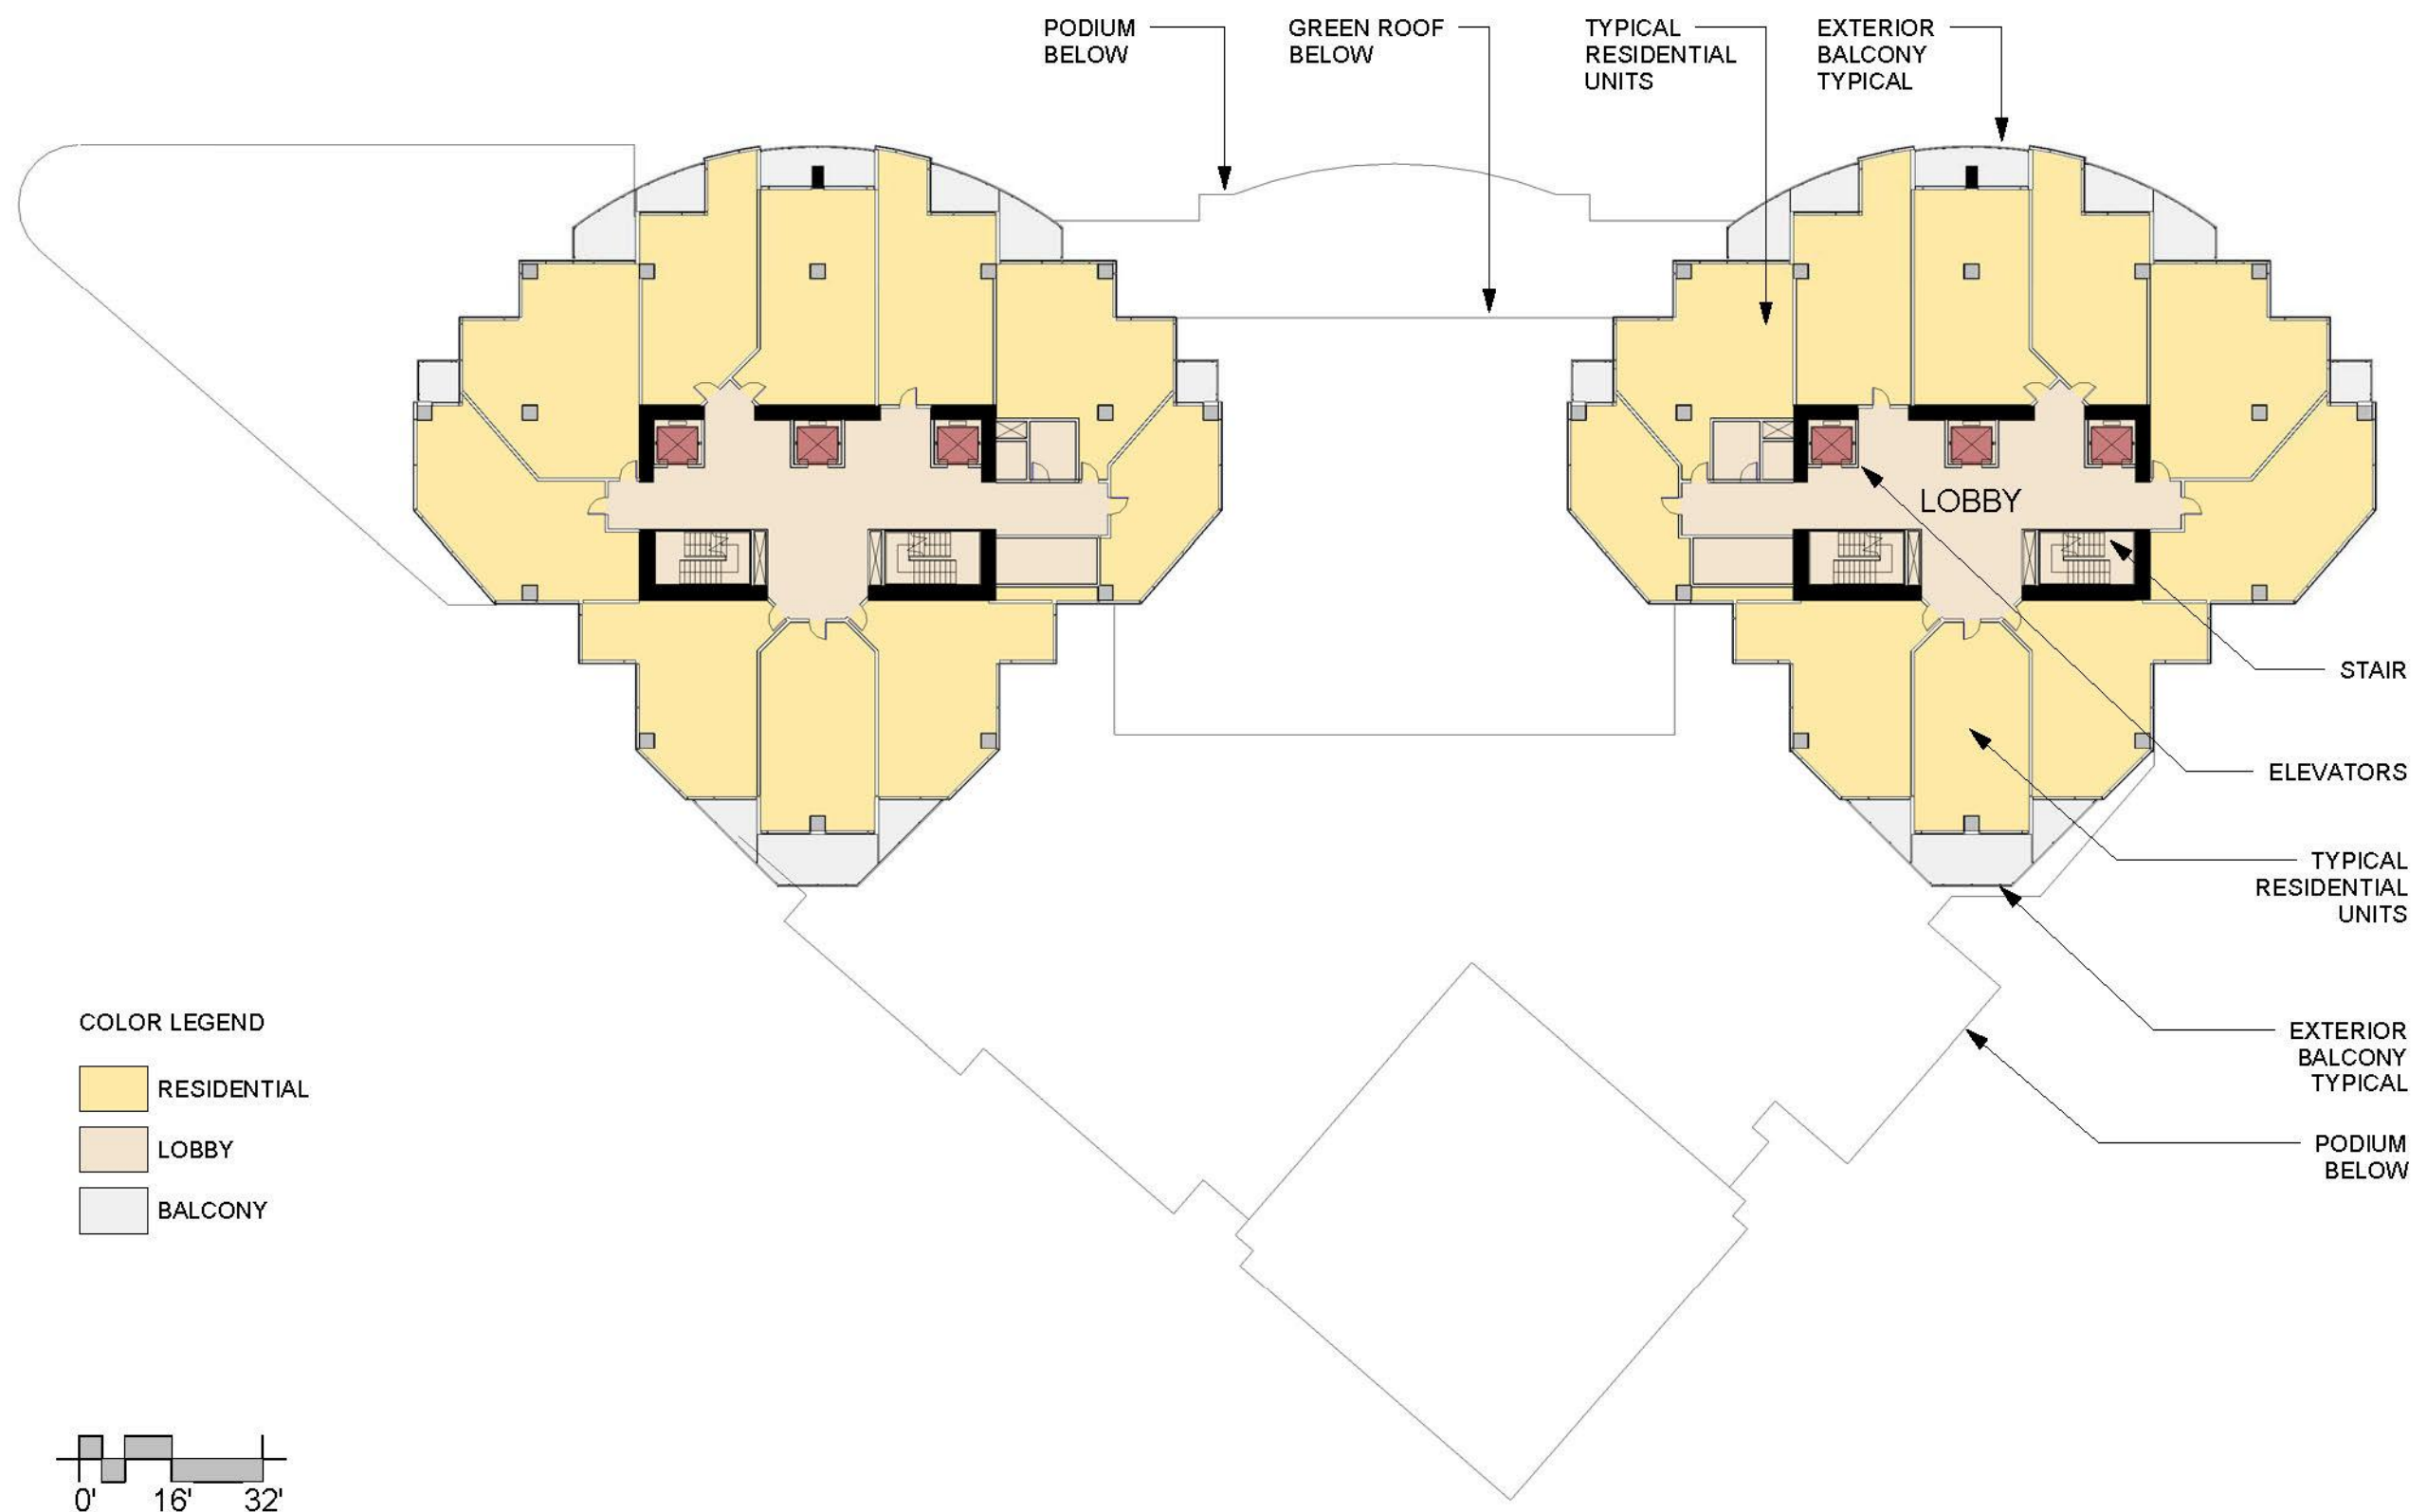 PODIUM
BELOW
GREEN ROOF
BELOW
TYPICAL
RESIDENTIAL
UNITS
EXTERIOR
BALCONY
TYPICAL
LOBBY
STAIR
ELEVATORS
TYPICAL
RESIDENTIAL
UNITS
EXTERIOR
BALCONY
TYPICAL
PODIUM
BELOW
COLOR LEGEND
RESIDENTIAL
LOBBY
BALCONY
0' 16' 32'